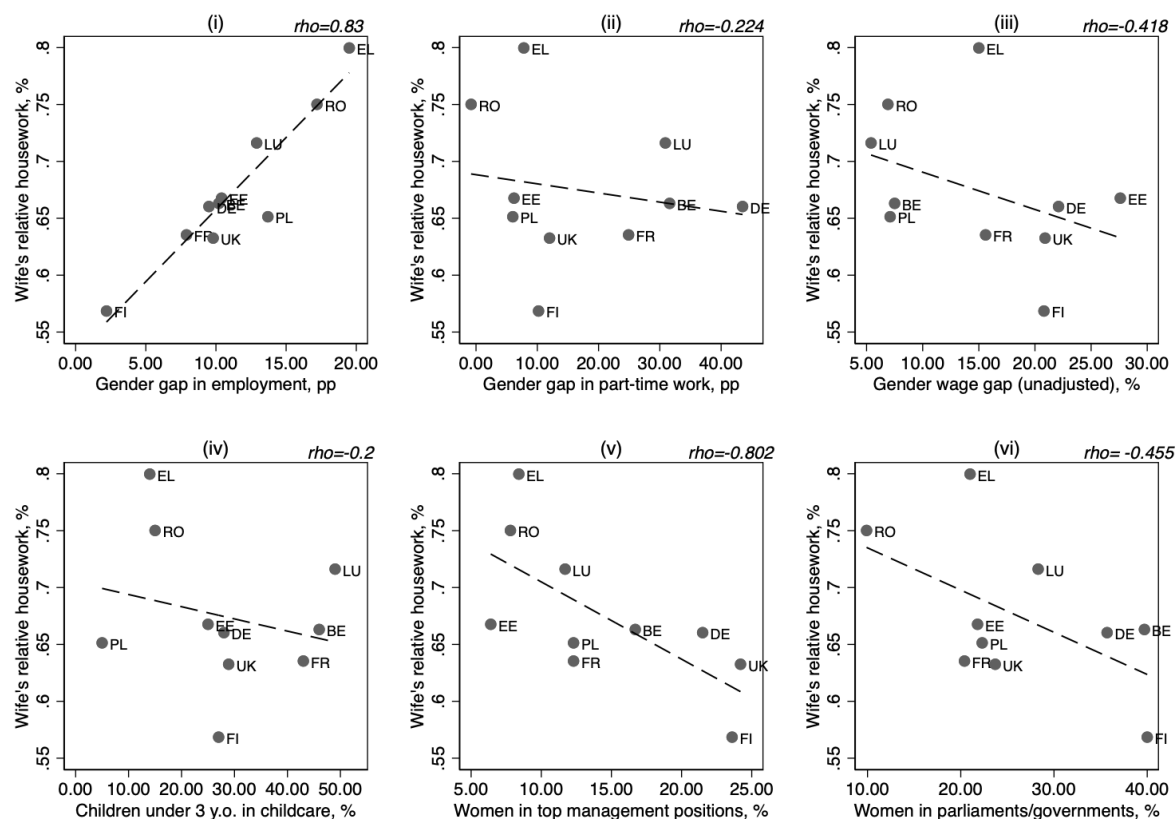 (i)
rho=0.83
Wife's relative housework, %
.8
.75
.7
.65
.6
.55
EL
RO
LU
EE
BE
DE
PL
FR
UK
FI
0.00 5.00 10.00 15.00 20.00
Gender gap in employment, pp
(ii)
rho=-0.224
Wife's relative housework, %
.8
.75
.7
.65
.6
.55
EL
RO
LU
EE
BE
DE
PL
UK
FR
FI
0.00 10.00 20.00 30.00 40.00
Gender gap in part-time work, pp
(iii)
rho=-0.418
Wife's relative housework, %
.8
.75
.7
.65
.6
.55
EL
RO
LU
EE
BE
DE
PL
FR
UK
FI
5.00 10.00 15.00 20.00 25.00 30.00
Gender wage gap (unadjusted), %
(iv)
rho=-0.2
Wife's relative housework, %
.8
.75
.7
.65
.6
.55
EL
RO
LU
EE
DE
BE
PL
UK
FR
FI
0.00 10.00 20.00 30.00 40.00 50.00
Children under 3 y.o. in childcare, %
(v)
rho=-0.802
Wife's relative housework, %
.8
.75
.7
.65
.6
.55
EL
RO
LU
EE
BE
DE
PL
FR
UK
FI
5.00 10.00 15.00 20.00 25.00
Women in top management positions, %
(vi)
rho= -0.455
Wife's relative housework, %
.8
.75
.7
.65
.6
.55
EL
RO
LU
EE
DE
BE
PL
FR
UK
FI
10.00 20.00 30.00 40.00
Women in parliaments/governments, %